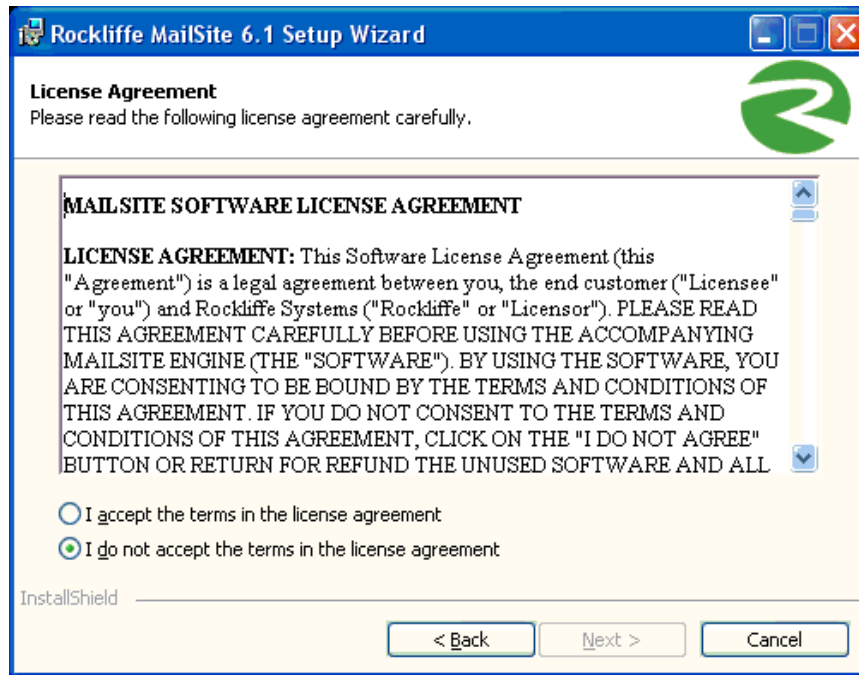 Rockliffe MailSite 6.1 Setup Wizard
License Agreement
Please read the following license agreement carefully.
MAILSITE SOFTWARE LICENSE AGREEMENT
LICENSE AGREEMENT: This Software License Agreement (this
"Agreement") is a legal agreement between you, the end customer ("Licensee"
or "you") and Rockliffe Systems ("Rockliffe" or "Licensor"). PLEASE READ
THIS AGREEMENT CAREFULLY BEFORE USING THE ACCOMPANYING
MAILSITE ENGINE (THE "SOFTWARE"). BY USING THE SOFTWARE, YOU
ARE CONSENTING TO BE BOUND BY THE TERMS AND CONDITIONS OF
THIS AGREEMENT. IF YOU DO NOT CONSENT TO THE TERMS AND
CONDITIONS OF THIS AGREEMENT, CLICK ON THE "I DO NOT AGREE"
BUTTON OR RETURN FOR REFUND THE UNUSED SOFTWARE AND ALL
I accept the terms in the license agreement
I do not accept the terms in the license agreement
InstallShield
< Back Next > Cancel